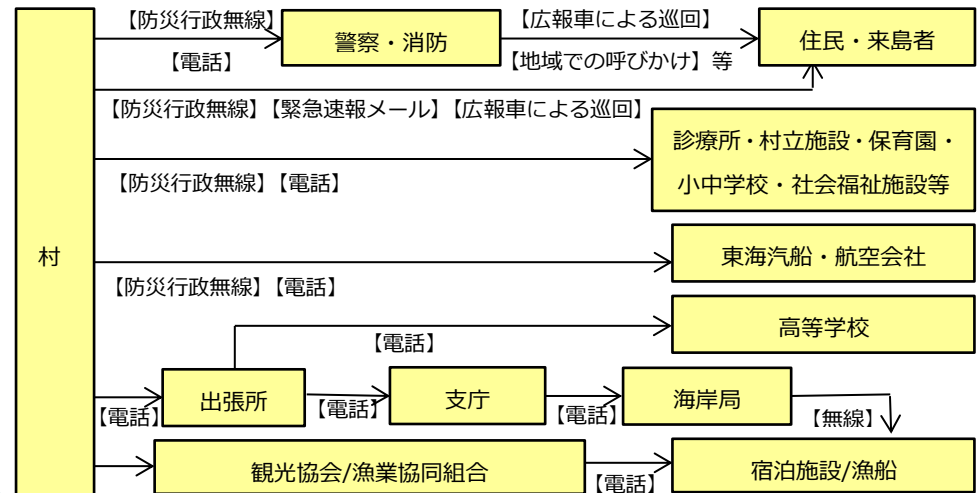 【防災行政無線】
【電話】
警察・消防
【広報車による巡回】
【地域での呼びかけ】等
住民・来島者
【防災行政無線】【緊急速報メール】【広報車による巡回】
診療所・村立施設・保育園・
小中学校・社会福祉施設等
【防災行政無線】【電話】
村
東海汽船・航空会社
【防災行政無線】【電話】
高等学校
【電話】
出張所
【電話】
【電話】
支庁
【電話】
海岸局
【無線】
観光協会/漁業協同組合
【電話】
宿泊施設/漁船